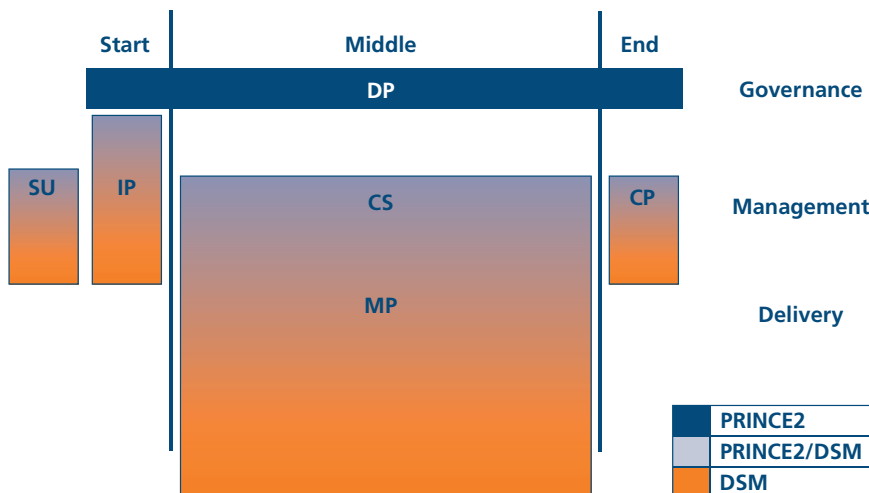 Start Middle End
DP Governance
SU IP CS CP Management
MP Delivery
PRINCE2
PRINCE2/DSM
DSM